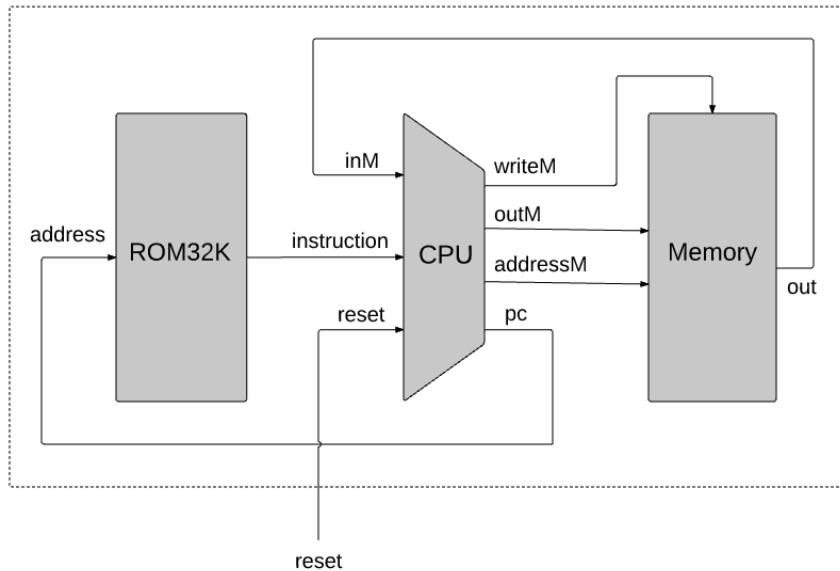 inM
writeM
outM
address
ROM32K
instruction
CPU
addressM
Memory
out
reset
pc
reset